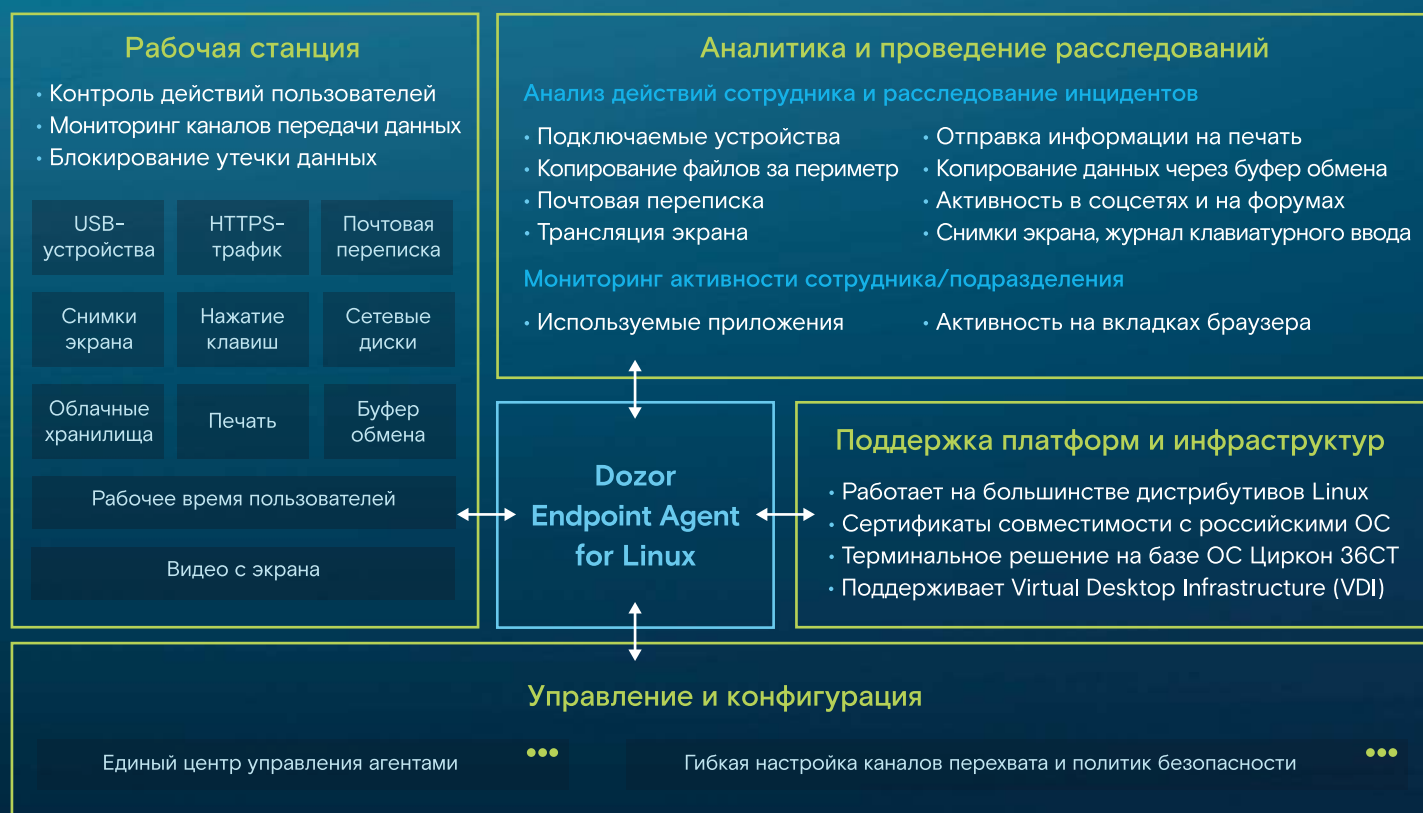 Рабочая станция
• Контроль действий пользователей
• Мониторинг каналов передачи данных
• Блокирование утечки данных
USB-
устройства
HTTPS-
трафик
Почтовая
переписка
Снимки
экрана
Нажатие
клавиш
Сетевые
диски
Облачные
хранилища
Печать
Буфер
обмена
Рабочее время пользователей
Видео с экрана
Аналитика и проведение расследований
Анализ действий сотрудника и расследование инцидентов
• Подключаемые устройства
• Копирование файлов за периметр
• Почтовая переписка
• Трансляция экрана
• Отправка информации на печать
• Копирование данных через буфер обмена
• Активность в соцсетях и на форумах
• Снимки экрана, журнал клавиатурного ввода
Мониторинг активности сотрудника/подразделения
• Используемые приложения
• Активность на вкладках браузера
Dozor
Endpoint Agent
for Linux
Поддержка платформ и инфраструктур
• Работает на большинстве дистрибутивов Linux
• Сертификаты совместимости с российскими ОС
• Терминальное решение на базе ОС Циркон 36СТ
• Поддерживает Virtual Desktop Infrastructure (VDI)
Управление и конфигурация
Единый центр управления агентами
Гибкая настройка каналов перехвата и политик безопасности